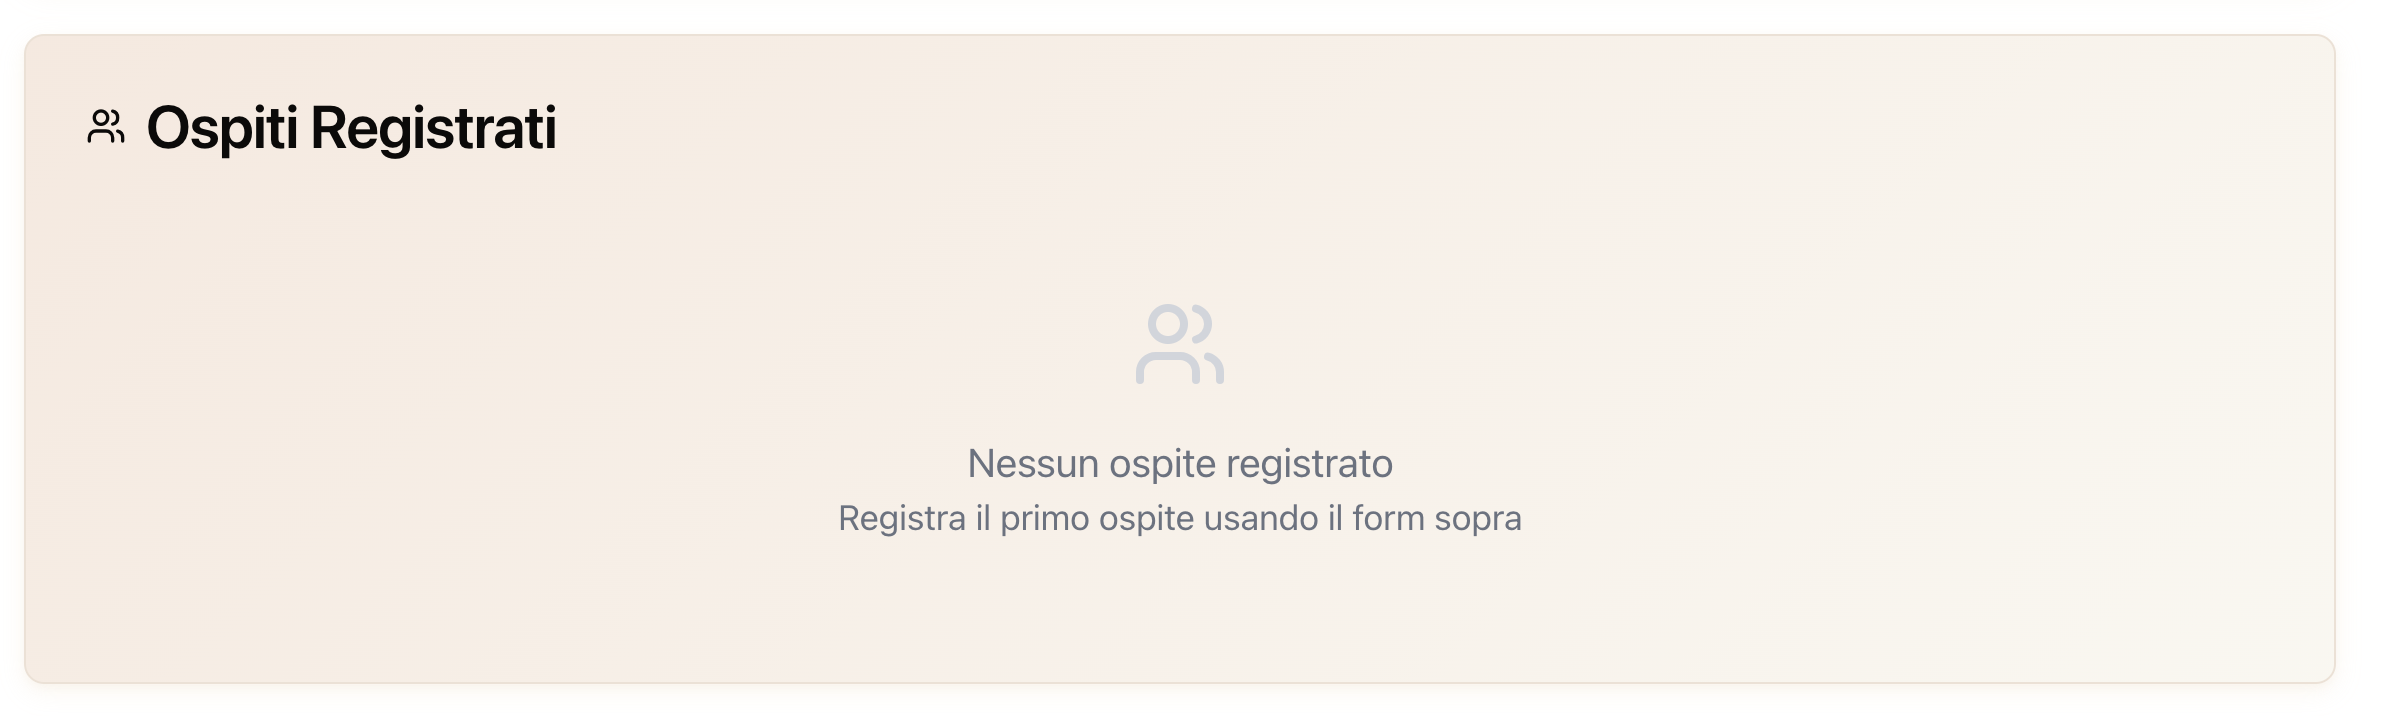 Ospiti Registrati
Nessun ospite registrato
Registra il primo ospite usando il form sopra